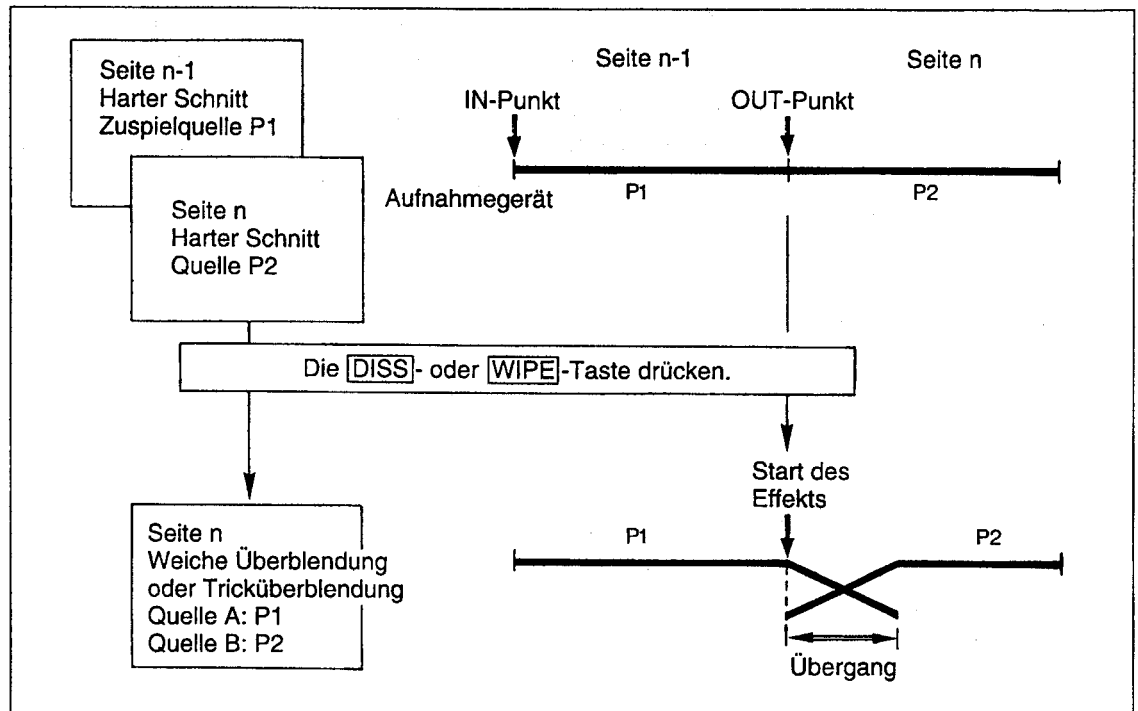 Seite n-1
Harter Schnitt
Zuspielquelle P1
Seite n
Harter Schnitt
Quelle P2
Seite n-1
Seite n
IN-Punkt
OUT-Punkt
Aufnahmegerät
P1
P2
Die DISS- oder WIPE-Taste drücken.
Seite n
Weiche Überblendung
oder Tricküberblendung
Quelle A: P1
Quelle B: P2
Start des
Effekts
P1
P2
Übergang